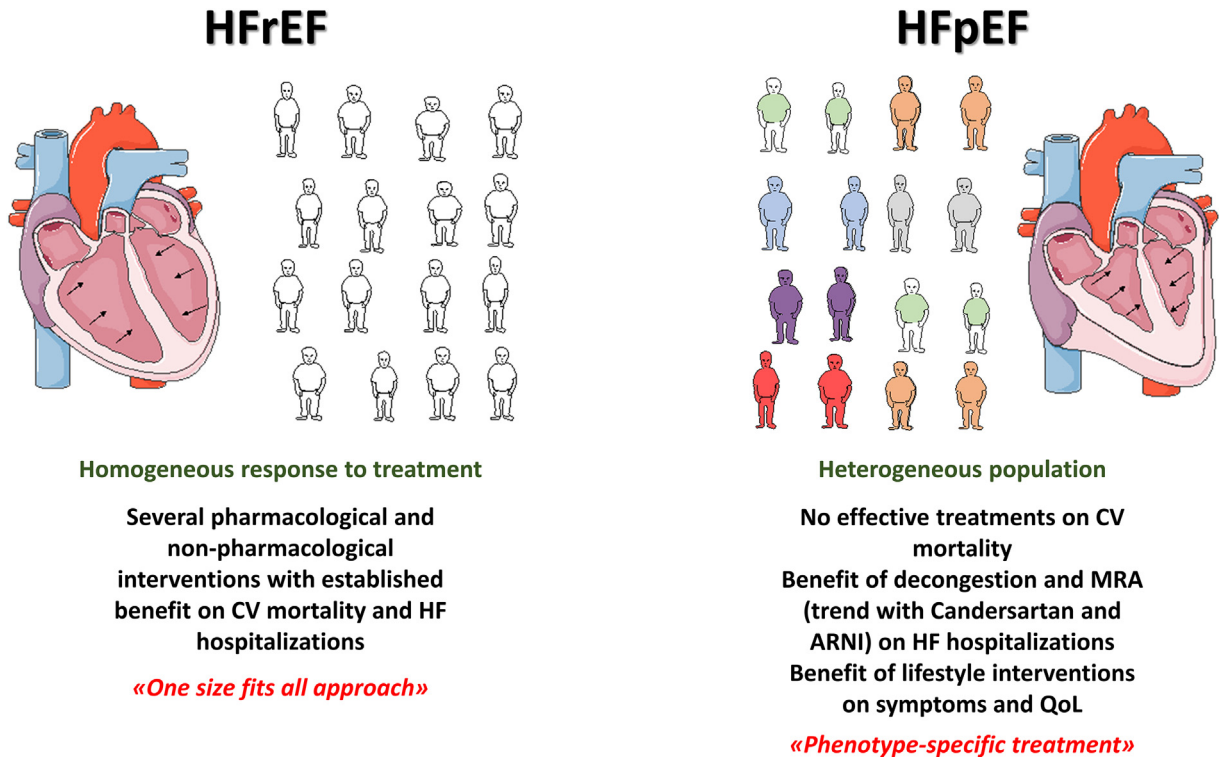 HFrEF
Homogeneous response to treatment
Several pharmacological and
non-pharmacological
interventions with established
benefit on CV mortality and HF
hospitalizations
«One size fits all approach»
HFpEF
Heterogeneous population
No effective treatments on CV
mortality
Benefit of decongestion and MRA
(trend with Candersartan and
ARNI) on HF hospitalizations
Benefit of lifestyle interventions
on symptoms and QoL
«Phenotype-specific treatment»